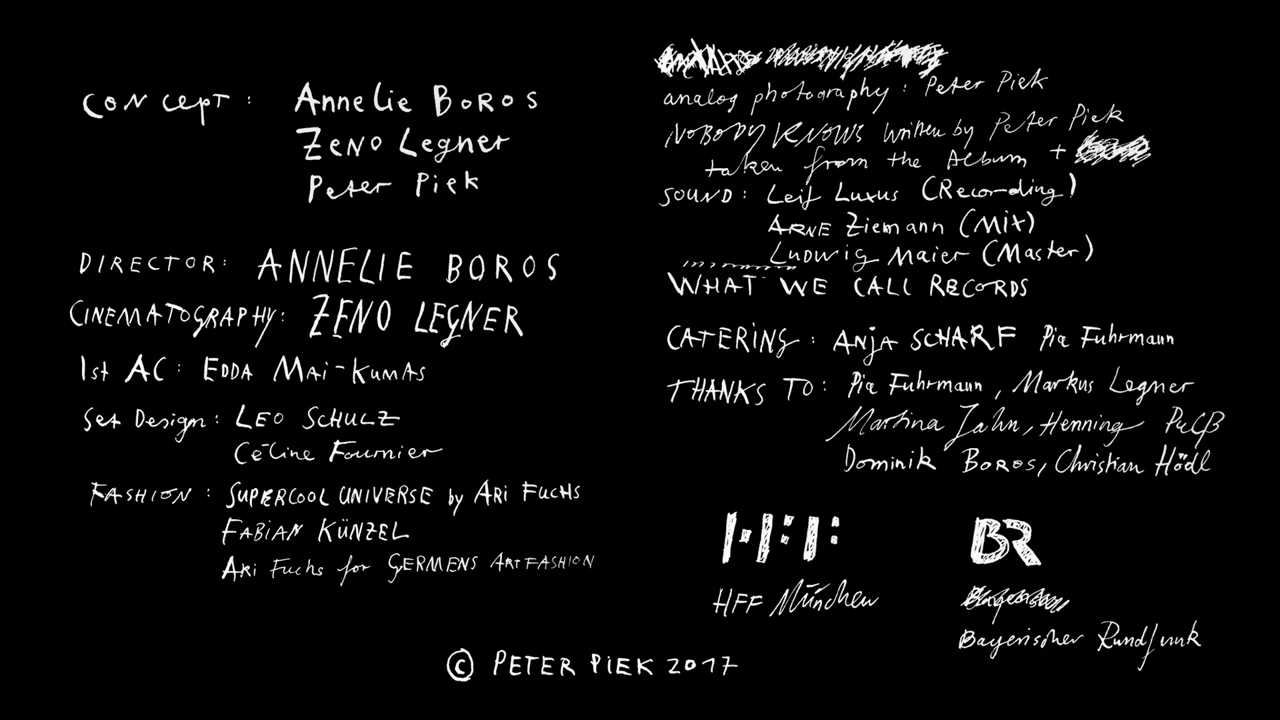 Concept: Annelie Boros
Zeno Legner
Peter Piek
DIRECTOR: ANNELIE BOROS
CINEMATOGRAPHY: ZENO LEGNER
1st AC: EDDA MAI-KUMAS
Set Design: LEO SCHULZ
Céline Fournier
FASHION: SUPERCOOL UNIVERSE by ARI FUCHS
FABIAN KÜNZEL
ARI Fuchs for GERMENS ARTFASHION
analog photography: Peter Piek
NOBODY KNOWS written by Peter Piek
taken from the Album +
SOUND: Leif Luxus (Recording)
ARNE Ziemann (Mix)
Ludwig Maier (Master)
WHAT WE CALL RECORDS
CATERING: ANJA SCHARF Pia Fuhrmann
THANKS TO: Pia Fuhrmann, Markus Legner
Martina Jahn, Henning
Dominik Boros, Christian Hödl
BR
HFF München
Bayerischer Rundfunk
© PETER PIEK 2017